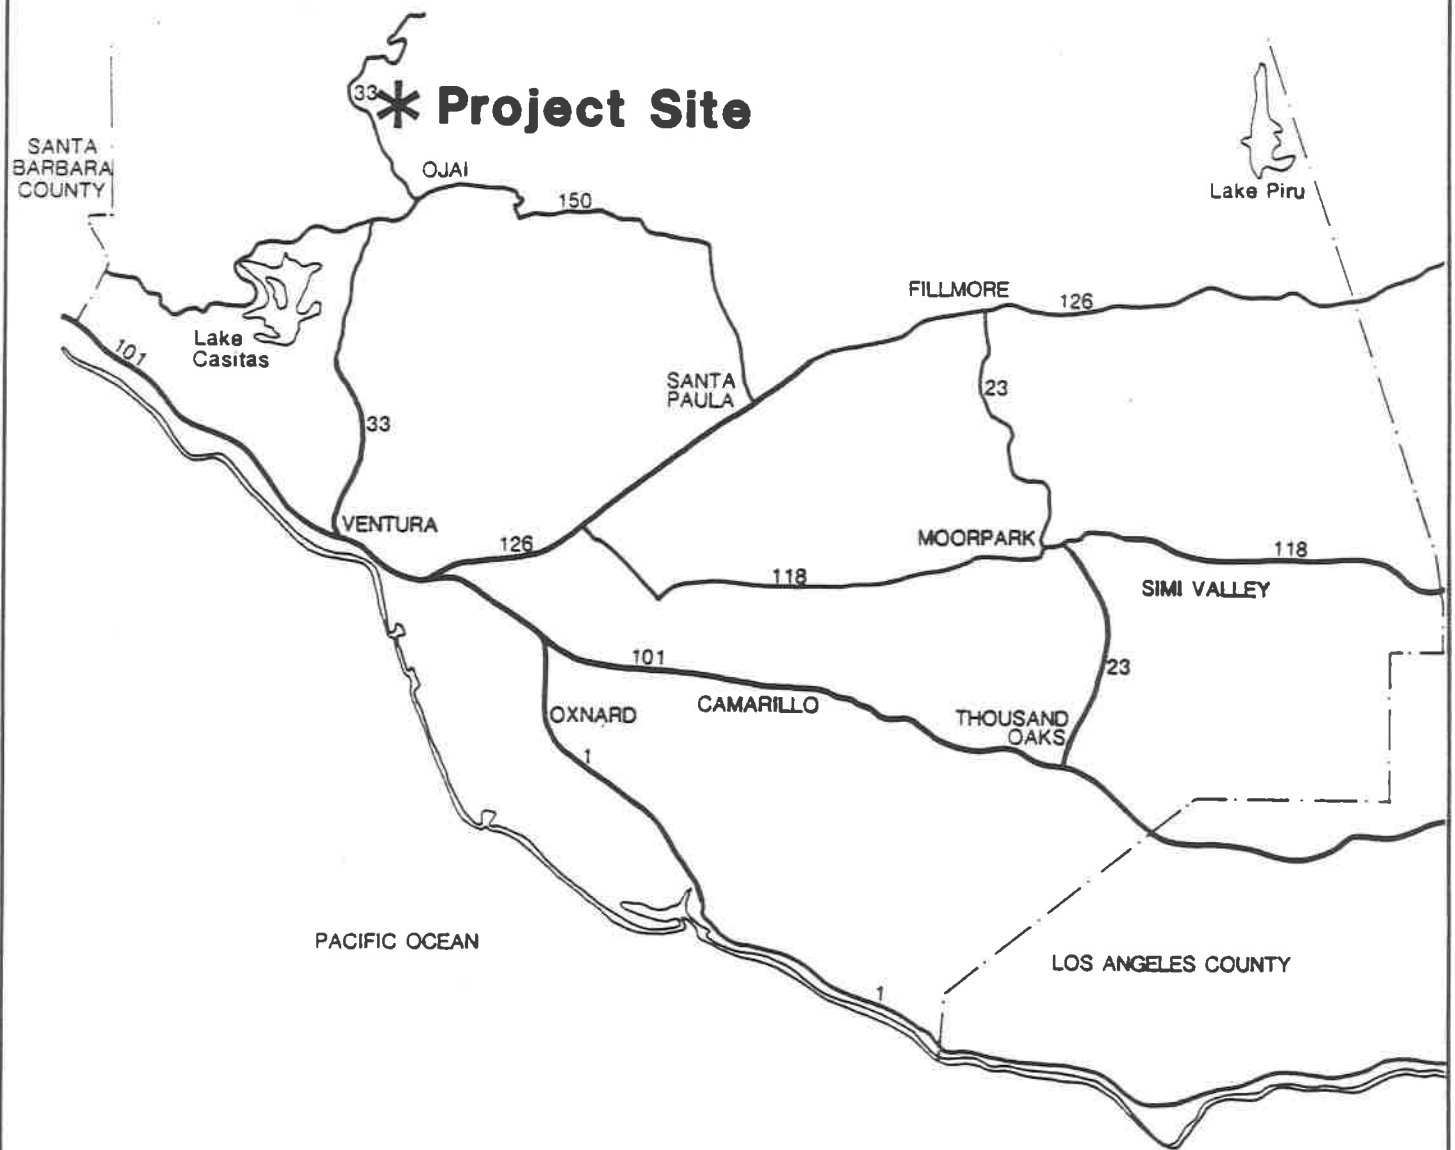 33
Project Site
SANTA
BARBARA
COUNTY
OJAI
150
Lake Piru
FILLMORE
126
Lake
Casitas
101
SANTA
PAULA
23
33
VENTURA
126
MOORPARK
118
118
SIMI VALLEY
101
23
CAMARILLO
OXNARD
THOUSAND
OAKS
1
PACIFIC OCEAN
LOS ANGELES COUNTY
1